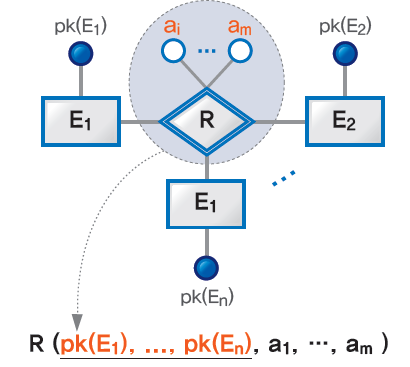 pk(E₁) aᵢ ... aₘ pk(E₂)
E₁ R E₂
E₁
pk(Eₙ)
R (pk(E₁), ..., pk(Eₙ), a₁, ..., aₘ )